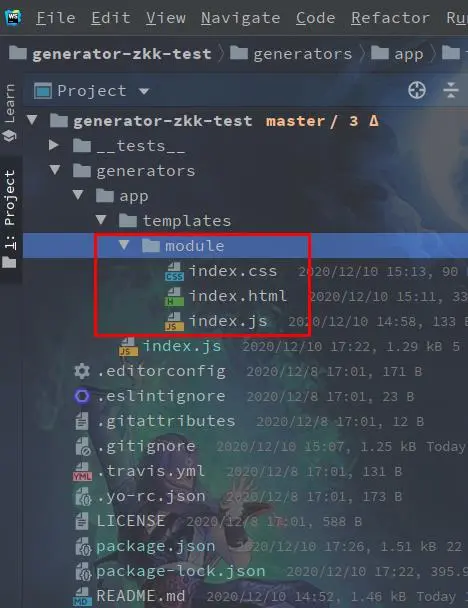 WS File Edit View Navigate Code Refactor Ru
generator-zkk-test generators app
Learn
1: Project
Project
generator-zkk-test master / 3 Δ
__tests__
generators
app
templates
module
CSS index.css 2020/12/10 15:13, 90
H index.html 2020/12/10 15:11, 33
JS index.js 2020/12/10 14:58, 133 B
JS index.js 2020/12/10 17:22, 1.29 kB 5
.editorconfig 2020/12/8 17:01, 171 B
.eslintignore 2020/12/8 17:01, 23 B
.gitattributes 2020/12/8 17:01, 12 B
.gitignore 2020/12/10 15:07, 1.25 kB Today
YML .travis.yml 2020/12/8 17:01, 131 B
.yo-rc.json 2020/12/8 17:01, 173 B
LICENSE 2020/12/8 17:01, 588 B
package.json 2020/12/10 17:26, 1.51 kB 22
package-lock.json 2020/12/10 17:22, 395.9
MD README.md 2020/12/10 14:52, 1.46 kB Today